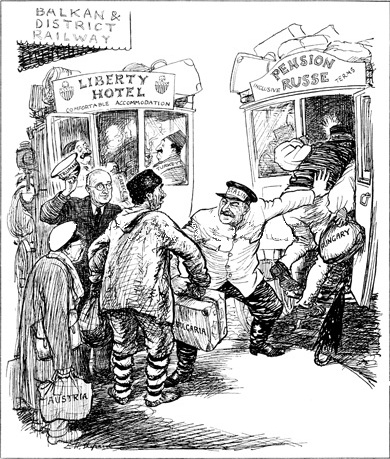 BALKAN &
DISTRICT
RAILWAY
LIBERTY
HOTEL
COMFORTABLE ACCOMMODATION
PENSION
RUSSE
INCLUSIVE TERMS
HUNGARY
BULGARIA
AUSTRIA